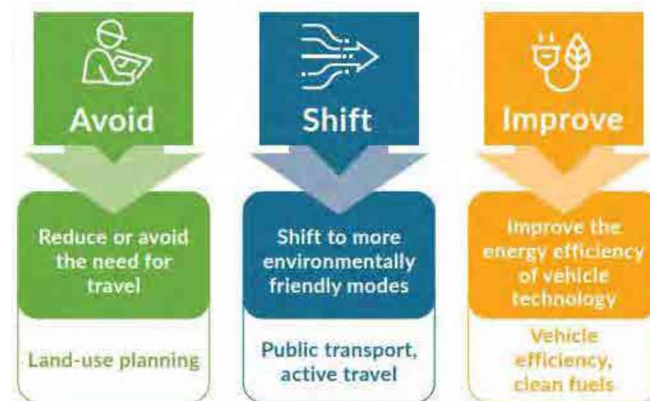 Avoid
Reduce or avoid
the need for
travel
Land-use planning
Shift
Shift to more
environmentally
friendly modes
Public transport,
active travel
Improve
Improve the
energy efficiency
of vehicle
technology
Vehicle
efficiency,
clean fuels